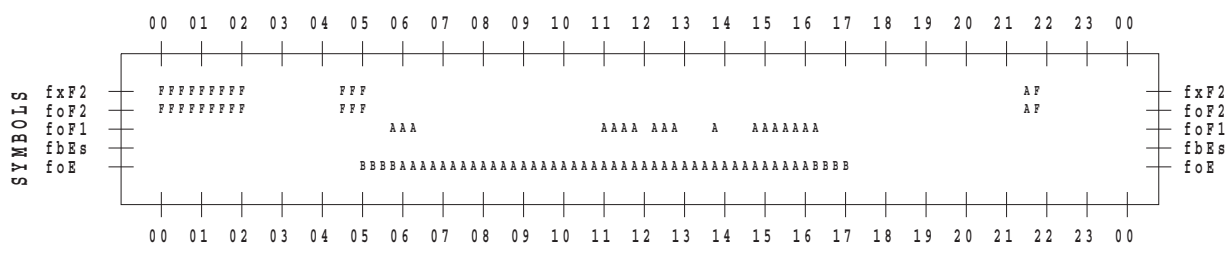 00 01 02 03 04 05 06 07 08 09 10 11 12 13 14 15 16 17 18 19 20 21 22 23 00
SYMBOLS
fxF2 FFFFFFFFF FFF AF fxF2
foF2 FFFFFFFFF FFF AF foF2
foF1 AAA AAAA AAA A AAAAAAA foF1
fbEs fbEs
foE BBBBAAAAAAAAAAAAAAAAAAAAAAAAAAAAAAAAAAAAAAAAABBBB foE
00 01 02 03 04 05 06 07 08 09 10 11 12 13 14 15 16 17 18 19 20 21 22 23 00